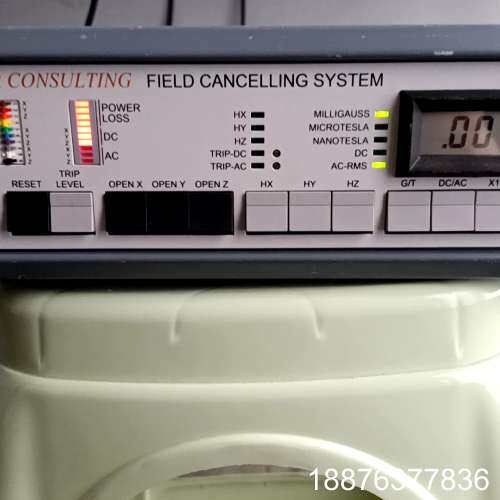 CONSULTING FIELD CANCELLING SYSTEM
POWER
LOSS
DC
AC
HX
HY
HZ
TRIP-DC
TRIP-AC
MILLIGAUSS
MICROTESLA
NANOTESLA
DC
AC-RMS
.00
RESET
TRIP
LEVEL
OPEN X
OPEN Y
OPEN Z
HX
HY
HZ
G/T
DC/AC
X1
18876377836